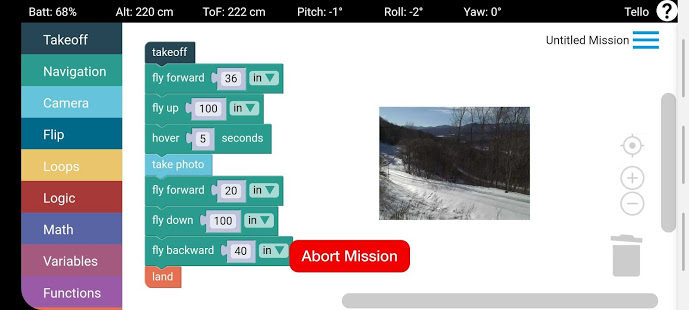 Batt: 68% Alt: 220 cm ToF: 222 cm Pitch: -1° Roll: -2° Yaw: 0° Tello ?
Untitled Mission
Takeoff
Navigation
Camera
Flip
Loops
Logic
Math
Variables
Functions
takeoff
fly forward 36 in
fly up 100 in
hover 5 seconds
take photo
fly forward 20 in
fly down 100 in
fly backward 40 in
land
Abort Mission